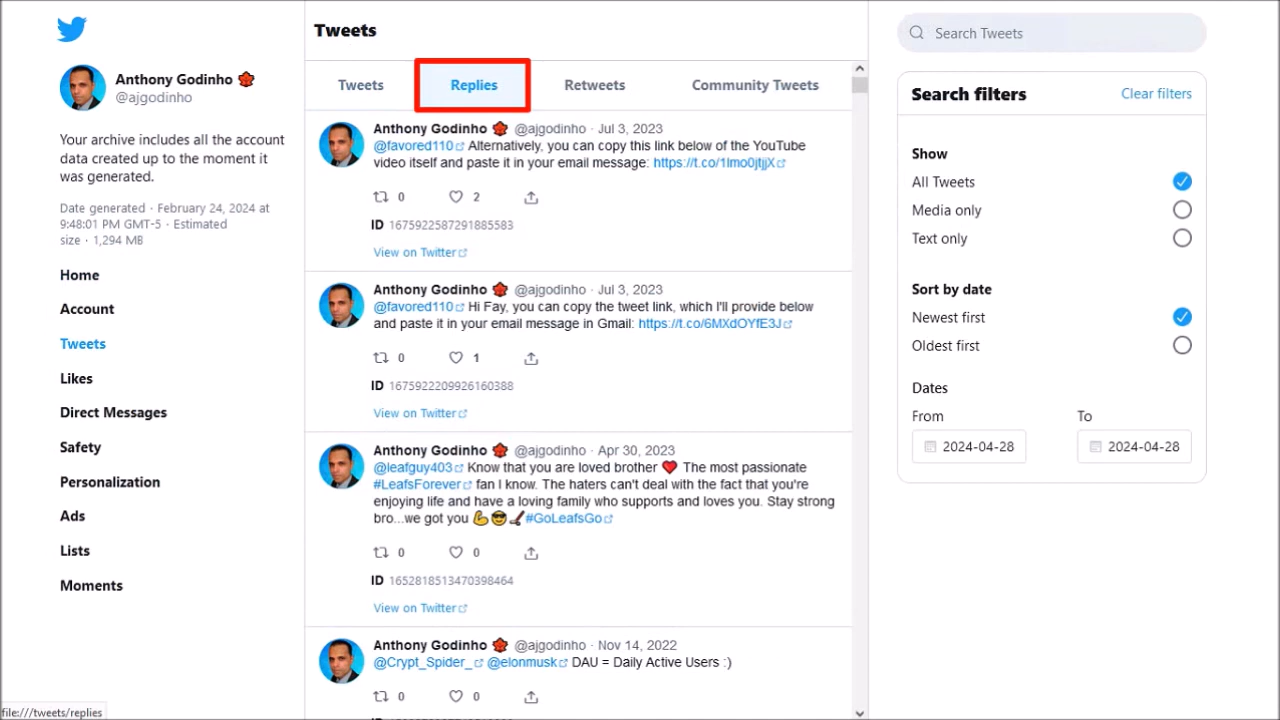 Anthony Godinho
@ajgodinho
Your archive includes all the account
data created up to the moment it
was generated.
Date generated · February 24, 2024 at
9:48:01 PM GMT-5 · Estimated
size · 1,294 MB
Home
Account
Tweets
Likes
Direct Messages
Safety
Personalization
Ads
Lists
Moments
file:///tweets/replies
Tweets
Tweets
Replies
Retweets
Community Tweets
Anthony Godinho @ajgodinho · Jul 3, 2023
@favored110 Alternatively, you can copy this link below of the YouTube
video itself and paste it in your email message: https://t.co/1lmo0jtjjX
0 2
ID 1675922587291885583
View on Twitter
Anthony Godinho @ajgodinho · Jul 3, 2023
@favored110 Hi Fay, you can copy the tweet link, which I'll provide below
and paste it in your email message in Gmail: https://t.co/6MXdOYfE3J
0 1
ID 1675922209926160388
View on Twitter
Anthony Godinho @ajgodinho · Apr 30, 2023
@leafguy403 Know that you are loved brother ❤️ The most passionate
#LeafsForever fan I know. The haters can't deal with the fact that you're
enjoying life and have a loving family who supports and loves you. Stay strong
bro...we got you 💪😎🏒#GoLeafsGo
0 0
ID 1652818513470398464
View on Twitter
Anthony Godinho @ajgodinho · Nov 14, 2022
@Crypt_Spider_ @elonmusk DAU = Daily Active Users :)
0 0
Search Tweets
Search filters
Clear filters
Show
All Tweets
Media only
Text only
Sort by date
Newest first
Oldest first
Dates
From To
2024-04-28 2024-04-28